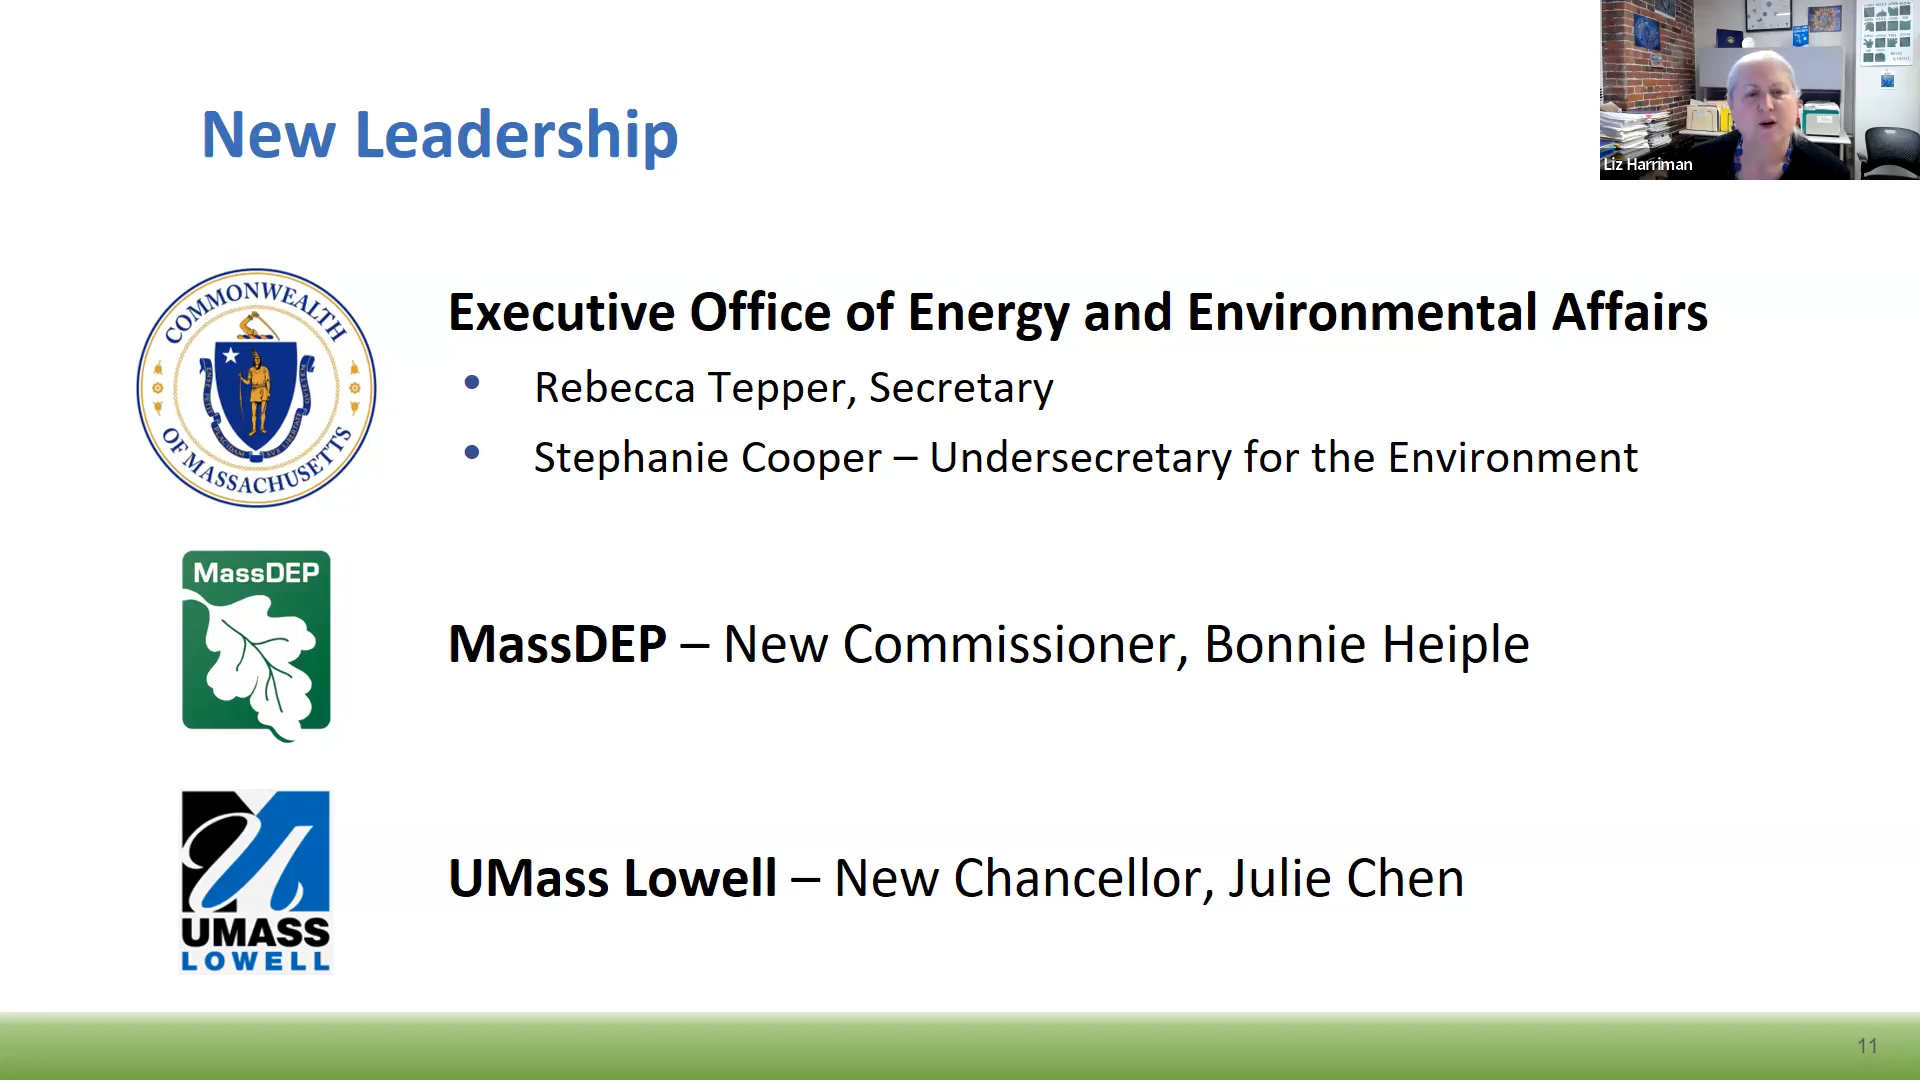 New Leadership
Liz Harriman
COMMONWEALTH
OF MASSACHUSETTS
Executive Office of Energy and Environmental Affairs
• Rebecca Tepper, Secretary
• Stephanie Cooper – Undersecretary for the Environment
MassDEP
MassDEP – New Commissioner, Bonnie Heiple
UMASS
LOWELL
UMass Lowell – New Chancellor, Julie Chen
11